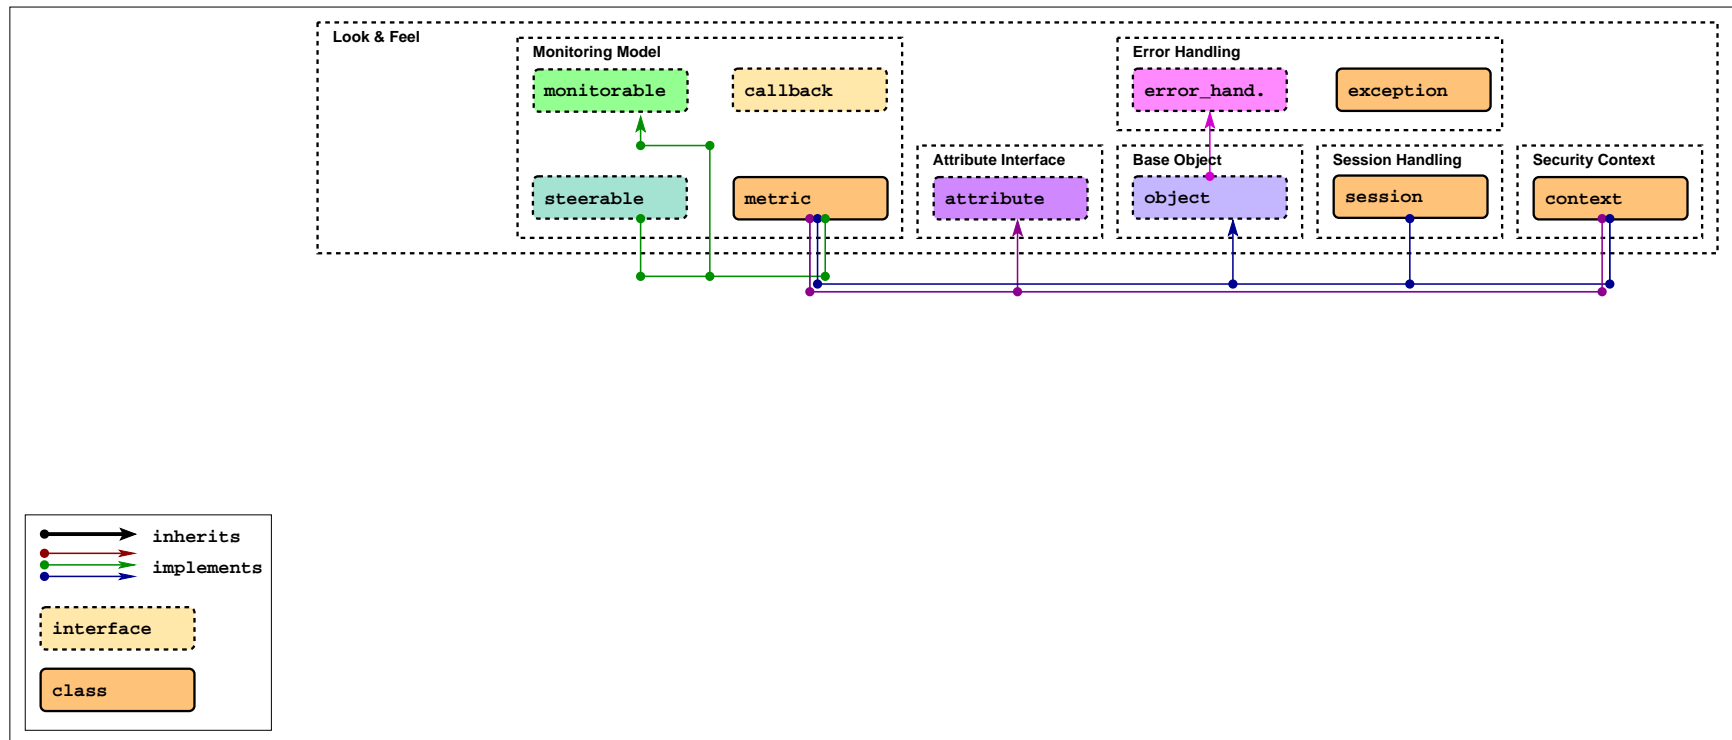 Look & Feel
Monitoring Model
Error Handling
monitorable
callback
error_hand.
exception
Attribute Interface
Base Object
Session Handling
Security Context
steerable
metric
attribute
object
session
context
inherits
implements
interface
class